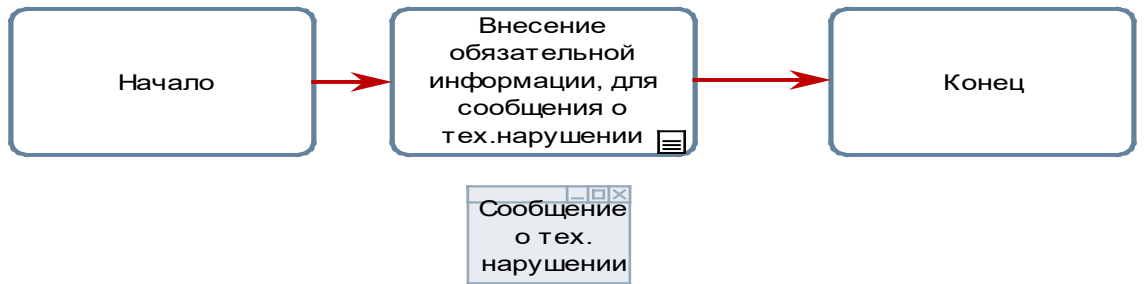 Начало
Внесение
обязательной
информации, для
сообщения о
тех.нарушении
Конец
Сообщение
о тех.
нарушении